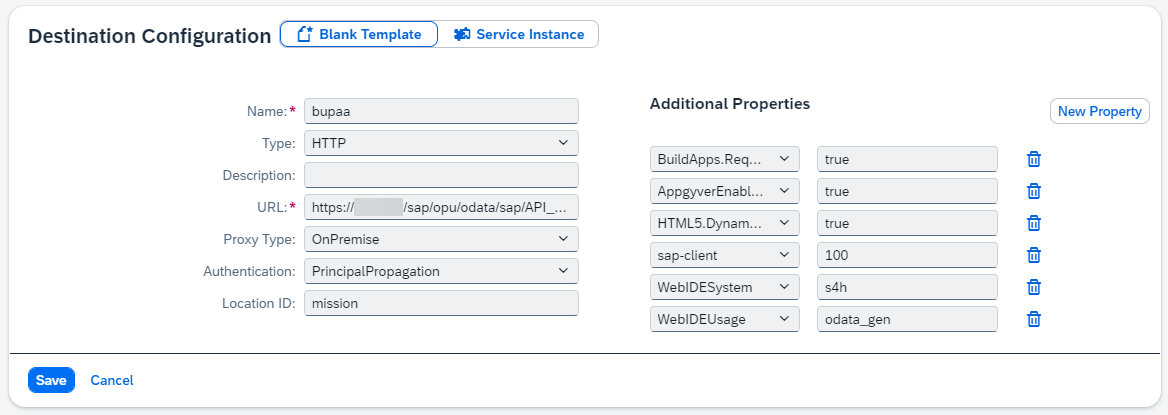 Destination Configuration Blank Template Service Instance
Name:* bupaa
Type: HTTP
Description:
URL:* https:// /sap/opu/odata/sap/API_...
Proxy Type: OnPremise
Authentication: PrincipalPropagation
Location ID: mission
Additional Properties New Property
BuildApps.Req... true
AppgyverEnabl... true
HTML5.Dynam... true
sap-client 100
WebIDESystem s4h
WebIDEUsage odata_gen
Save Cancel